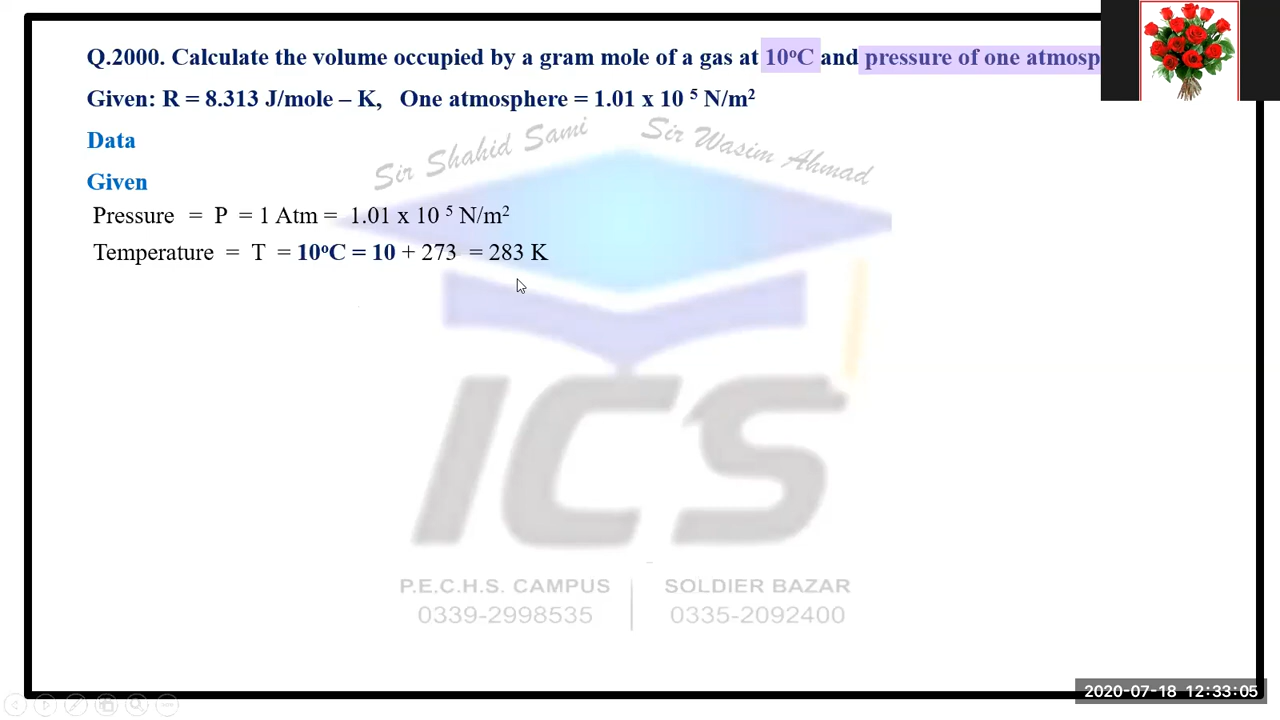 Q.2000. Calculate the volume occupied by a gram mole of a gas at 10°C and pressure of one
Given: R = 8.313 J/mole – K, One atmosphere = 1.01 x 10 ⁵ N/m²
Sir Shahid Sami Sir Wasim Ahmad
Data
Given
Pressure = P = 1 Atm = 1.01 x 10 ⁵ N/m²
Temperature = T = 10°C = 10 + 273 = 283 K
ICS
P.E.C.H.S. CAMPUS SOLDIER BAZAR
0339-2998535 0335-2092400
2020-07-18 12:33:05